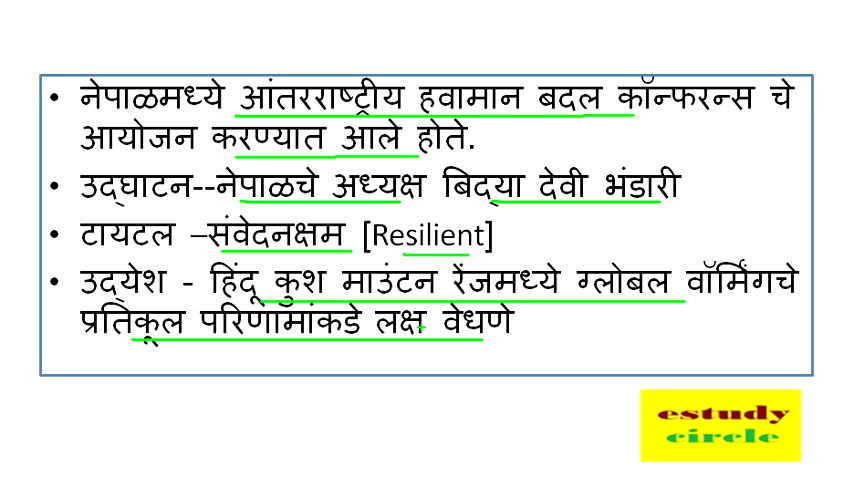 • नेपाळमध्ये आंतरराष्ट्रीय हवामान बदल कॉन्फरन्स चे
आयोजन करण्यात आले होते.
• उद्घाटन--नेपाळचे अध्यक्ष बिद्या देवी भंडारी
• टायटल –संवेदनक्षम [Resilient]
• उद्येश - हिंदू कुश माउंटन रेंजमध्ये ग्लोबल वॉर्मिंगचे
प्रतिकूल परिणामांकडे लक्ष वेधणे
estudy
circle